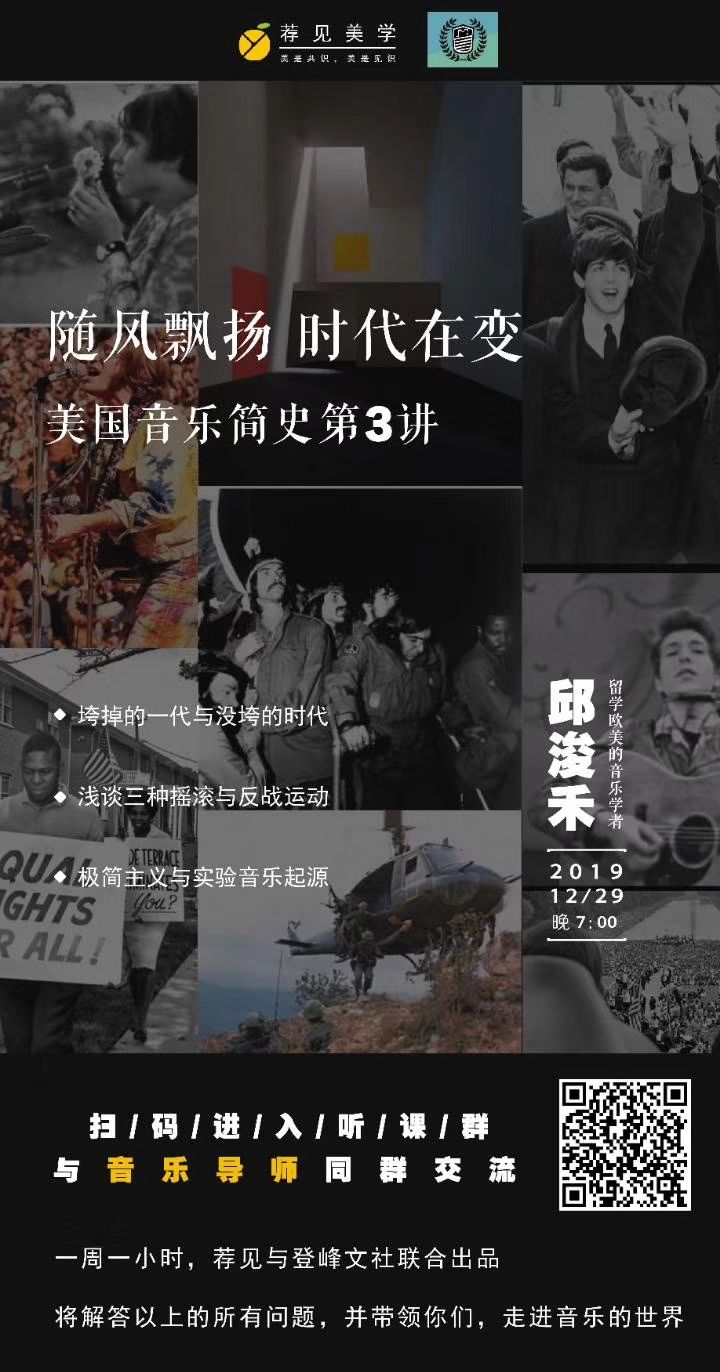 荐见美学
美是共识，美是见识
随风飘扬 时代在变
美国音乐简史第3讲
垮掉的一代与没垮的时代
浅谈三种摇滚与反战运动
极简主义与实验音乐起源
邱浚禾
留学欧美的音乐学者
2019
12/29
晚 7:00
QUAL
IGHTS
R ALL!
DE TERRACE
You?
扫/码/进/入/听/课/群
与音乐导师同群交流
一周一小时，荐见与登峰文社联合出品
将解答以上的所有问题，并带领你们，走进音乐的世界